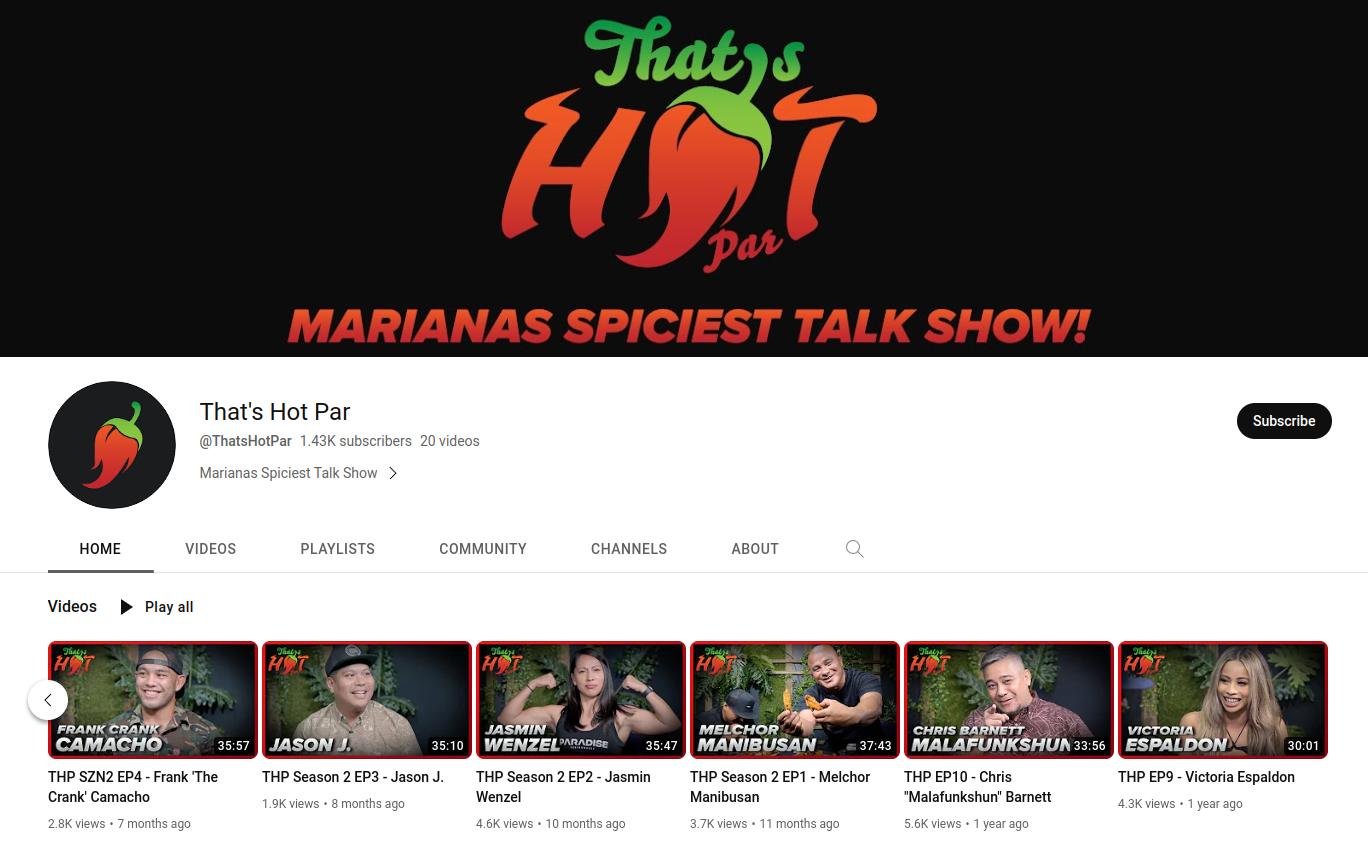 That's
HOT
Par
MARIANAS SPICIEST TALK SHOW!
That's Hot Par
Subscribe
@ThatsHotPar 1.43K subscribers 20 videos
Marianas Spiciest Talk Show
HOME VIDEOS PLAYLISTS COMMUNITY CHANNELS ABOUT
Videos Play all
That's
HOT
FRANK CRANK
CAMACHO
35:57
That's
HOT
JASON J.
35:10
That's
HOT
JASMIN
WENZEL
PARADISE
35:47
That's
HOT
MELCHOR
MANIBUSAN
37:43
That's
HOT
CHRIS BARNETT
MALAFUNKSHUN
33:56
That's
HOT
VICTORIA
ESPALDON
30:01
THP SZN2 EP4 - Frank 'The
Crank' Camacho
2.8K views • 7 months ago
THP Season 2 EP3 - Jason J.
1.9K views • 8 months ago
THP Season 2 EP2 - Jasmin
Wenzel
4.6K views • 10 months ago
THP Season 2 EP1 - Melchor
Manibusan
3.7K views • 11 months ago
THP EP10 - Chris
"Malafunkshun" Barnett
5.6K views • 1 year ago
THP EP9 - Victoria Espaldon
4.3K views • 1 year ago